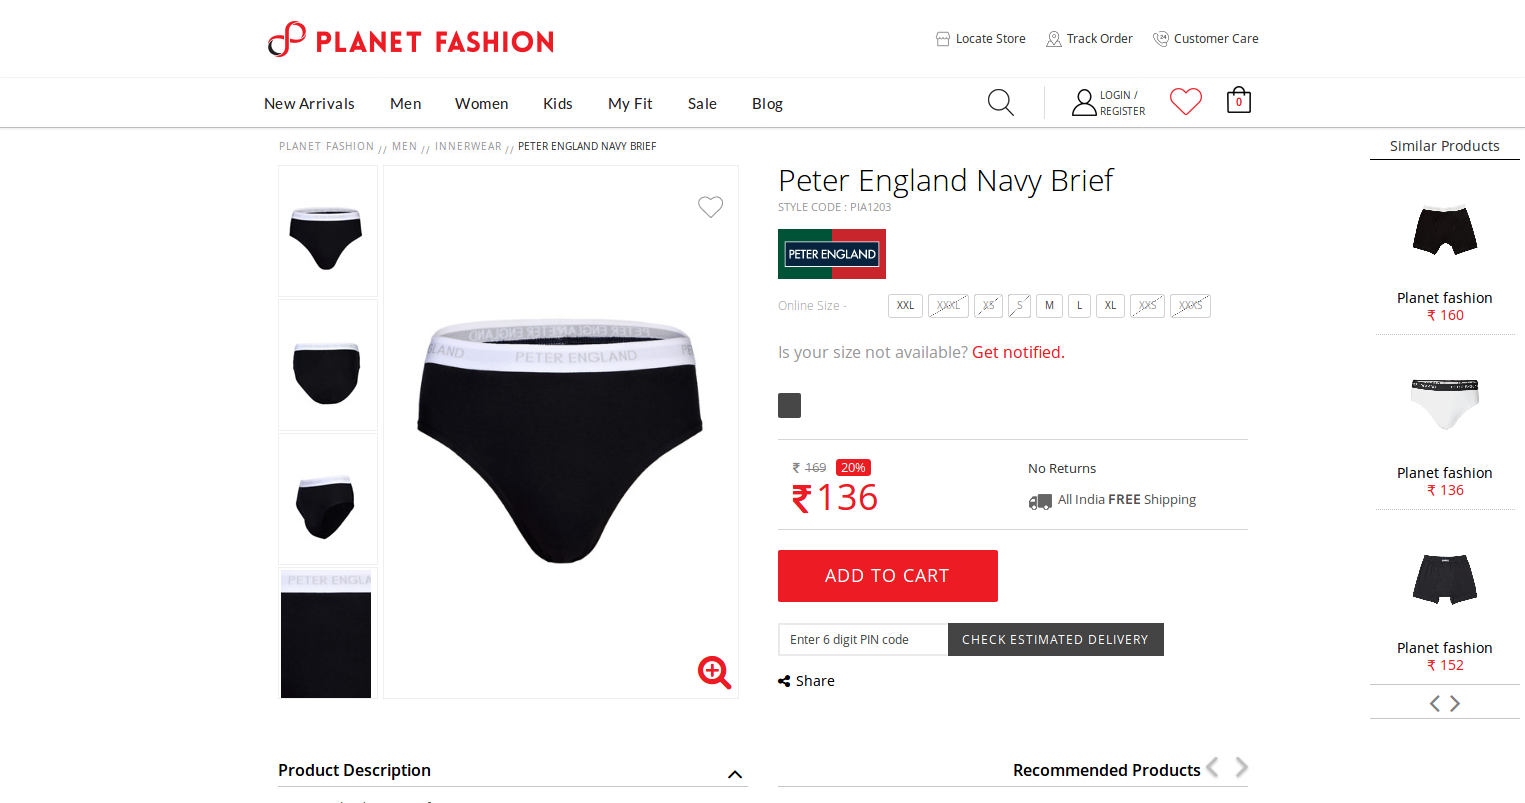 PLANET FASHION
Locate Store
Track Order
Customer Care
New Arrivals
Men
Women
Kids
My Fit
Sale
Blog
LOGIN /
REGISTER
0
PLANET FASHION // MEN // INNERWEAR // PETER ENGLAND NAVY BRIEF
PETER ENGLAND
PETER ENGLA
Peter England Navy Brief
STYLE CODE : PIA1203
PETER ENGLAND
Online Size -
XXL
XXXL
XS
S
M
L
XL
XXS
XXXS
Is your size not available? Get notified.
₹ 169 20%
₹136
No Returns
All India FREE Shipping
ADD TO CART
Enter 6 digit PIN code
CHECK ESTIMATED DELIVERY
Share
Similar Products
Planet fashion
₹ 160
Planet fashion
₹ 136
Planet fashion
₹ 152
Product Description
Recommended Products